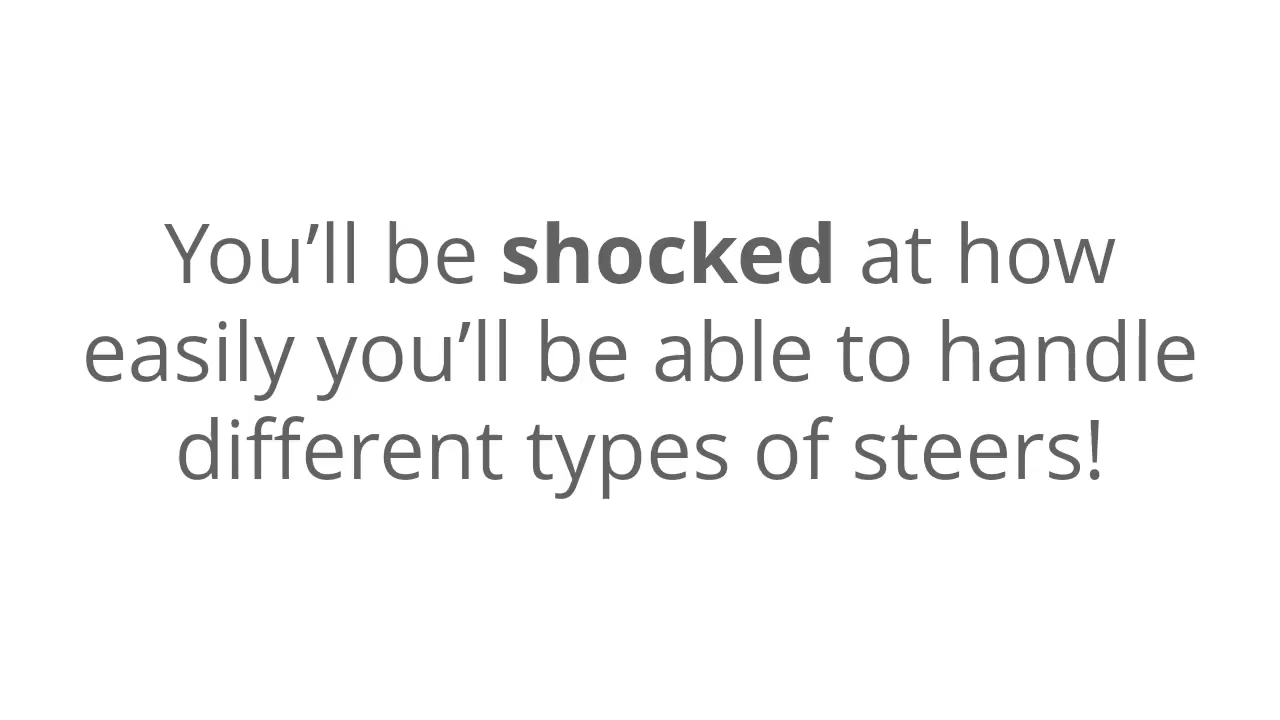 You’ll be shocked at how
easily you’ll be able to handle
different types of steers!